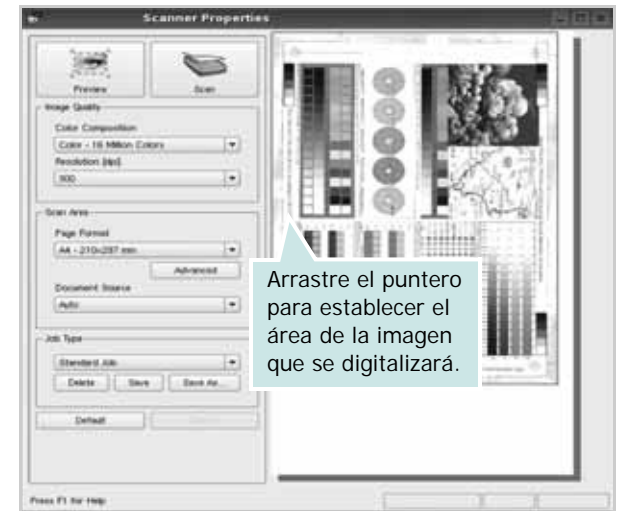 Scanner Properties
Preview
Scan
Image Quality
Color Composition
Color - 16 Million Colors
Resolution [dpi]
300
Scan Area
Page Format
A4 - 210x297 mm
Advanced
Document Source
Auto
Job Type
Standard Job
Delete Save Save As...
Default
Arrastre el puntero
para establecer el
área de la imagen
que se digitalizará.
Press F1 for Help